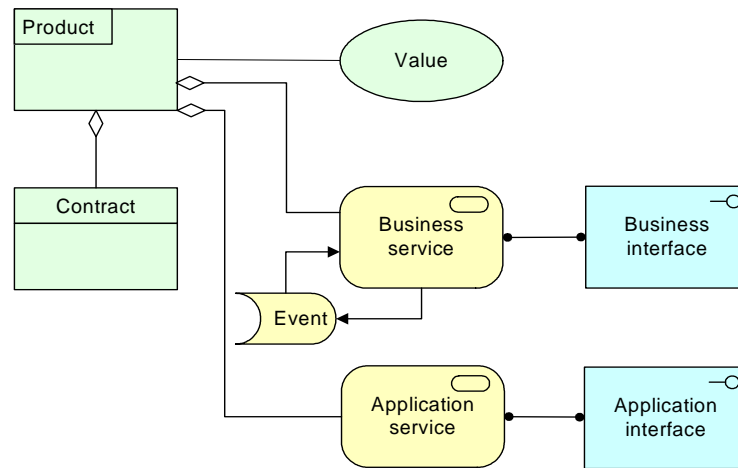 Product
Value
Contract
Business
service
Business
interface
Event
Application
service
Application
interface